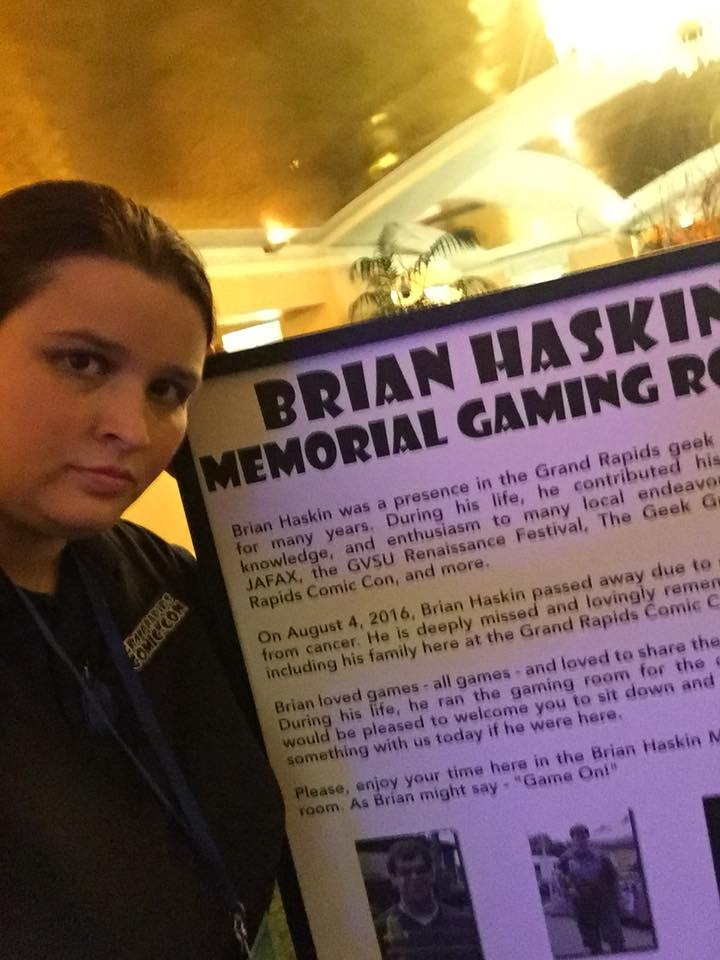 BRIAN HASKIN
MEMORIAL GAMING
Brian Haskin was a presence in the Grand Rapids geek
for many years. During his life, he contributed his
knowledge, and enthusiasm to many local
JAFAX, the GVSU Renaissance Festival, The Geek
Rapids Comic Con, and more.
On August 4, 2016, Brian Haskin passed away due to
from cancer. He is deeply missed and lovingly
including his family here at the Grand Rapids Comic
Brian loved games - all games - and loved to share the
During his life, he ran the gaming room for the
would be pleased to welcome you to sit down and
something with us today if he were here.
Please, enjoy your time here in the Brian Haskin
room. As Brian might say - "Game On!"
COMIC-CON